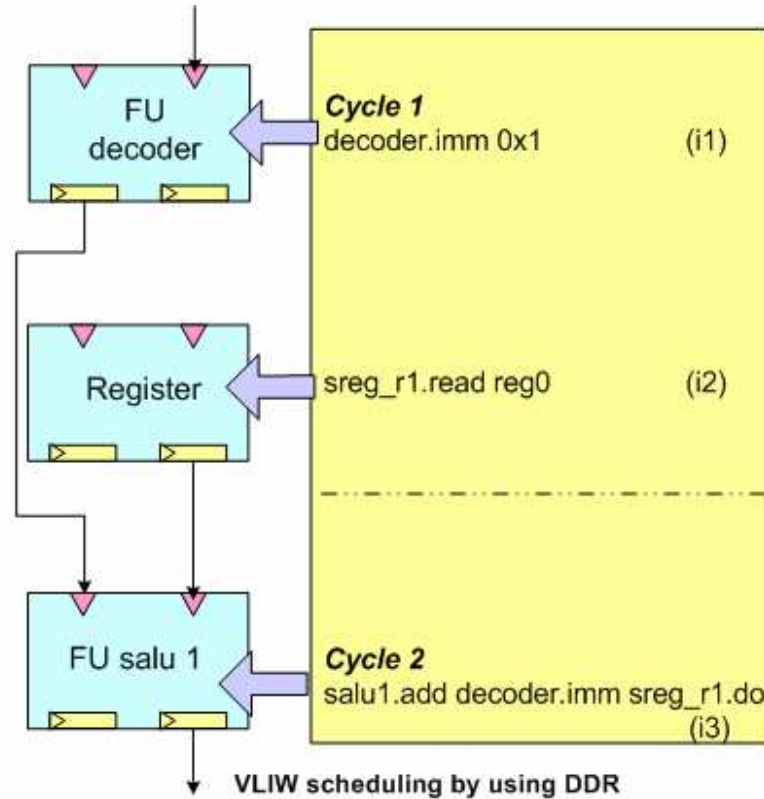 FU
decoder
Cycle 1
decoder.imm 0x1 (i1)
Register
sreg_r1.read reg0 (i2)
FU salu 1
Cycle 2
salu1.add decoder.imm sreg_r1.do
(i3)
VLIW scheduling by using DDR